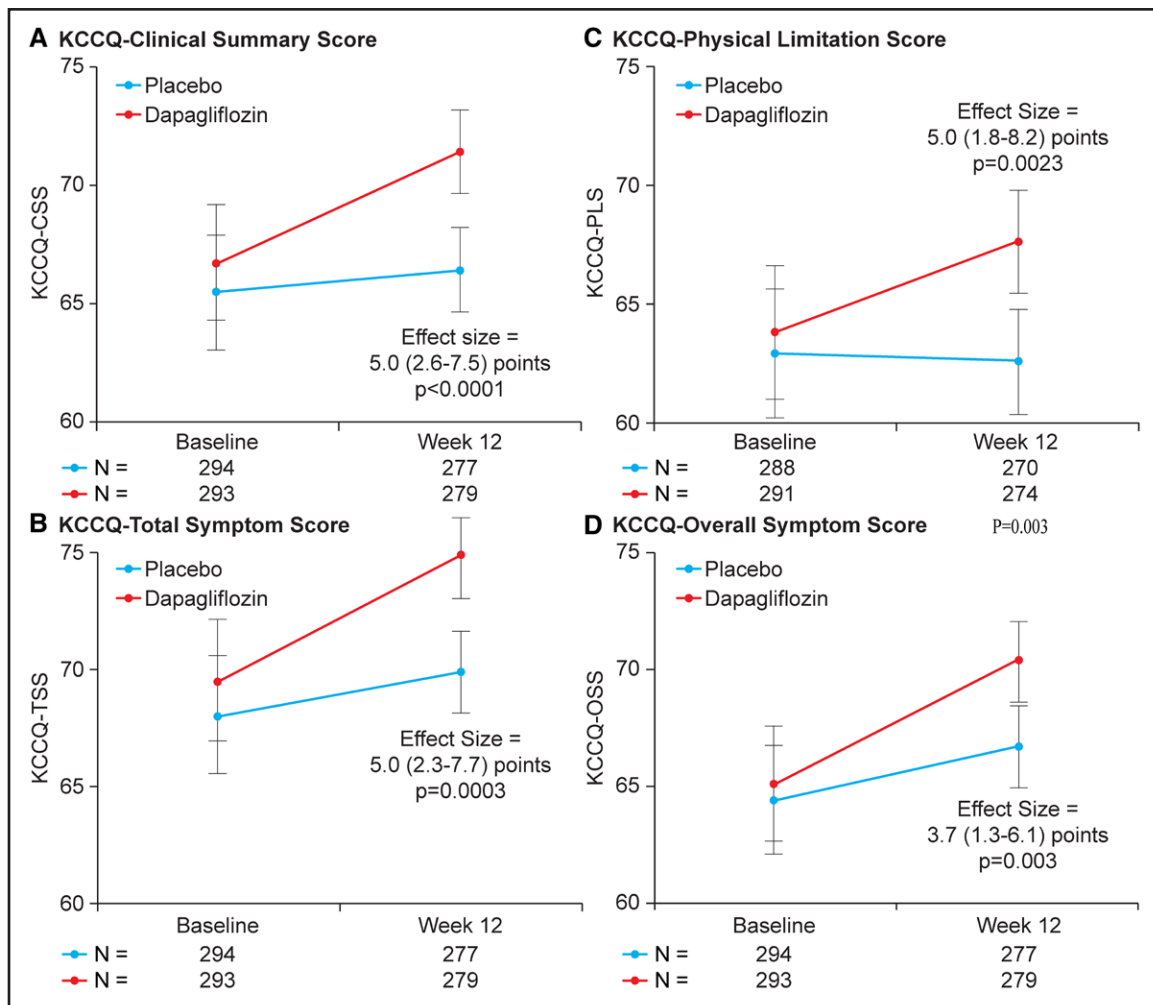 A KCCQ-Clinical Summary Score
75
70
65
60
KCCQ-CSS
Placebo
Dapagliflozin
Effect size =
5.0 (2.6-7.5) points
p<0.0001
Baseline Week 12
N = 294 277
N = 293 279
B KCCQ-Total Symptom Score
75
70
65
60
KCCQ-TSS
Placebo
Dapagliflozin
Effect Size =
5.0 (2.3-7.7) points
p=0.0003
Baseline Week 12
N = 294 277
N = 293 279
C KCCQ-Physical Limitation Score
75
70
65
60
KCCQ-PLS
Placebo
Dapagliflozin
Effect Size =
5.0 (1.8-8.2) points
p=0.0023
Baseline Week 12
N = 288 270
N = 291 274
D KCCQ-Overall Symptom Score P=0.003
75
70
65
60
KCCQ-OSS
Placebo
Dapagliflozin
Effect Size =
3.7 (1.3-6.1) points
p=0.003
Baseline Week 12
N = 294 277
N = 293 279